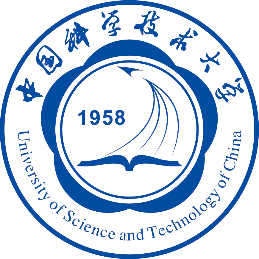 中国科学技术大学
1958
University of Science and Technology of China